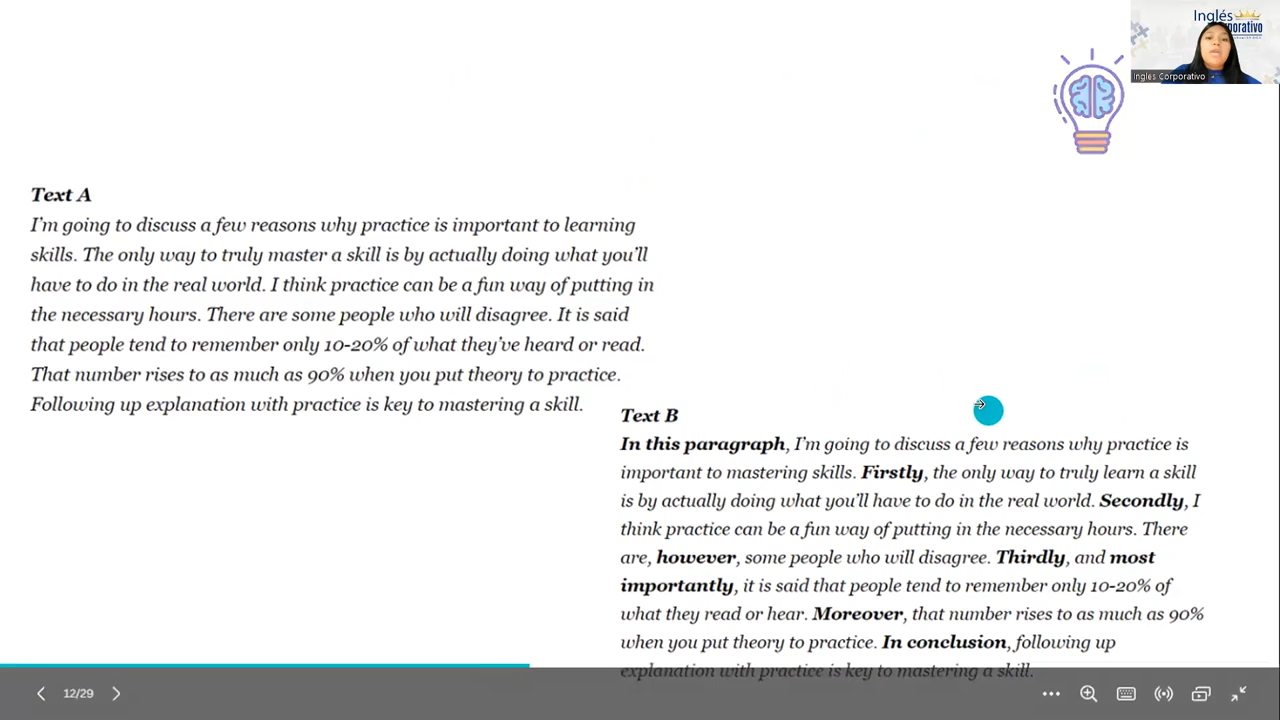 Inglés
Ingles Corporativo
Text A
I'm going to discuss a few reasons why practice is important to learning
skills. The only way to truly master a skill is by actually doing what you'll
have to do in the real world. I think practice can be a fun way of putting in
the necessary hours. There are some people who will disagree. It is said
that people tend to remember only 10-20% of what they've heard or read.
That number rises to as much as 90% when you put theory to practice.
Following up explanation with practice is key to mastering a skill.
Text B
In this paragraph, I'm going to discuss a few reasons why practice is
important to mastering skills. Firstly, the only way to truly learn a skill
is by actually doing what you'll have to do in the real world. Secondly, I
think practice can be a fun way of putting in the necessary hours. There
are, however, some people who will disagree. Thirdly, and most
importantly, it is said that people tend to remember only 10-20% of
what they read or hear. Moreover, that number rises to as much as 90%
when you put theory to practice. In conclusion, following up
explanation with practice is key to mastering a skill.
12/29